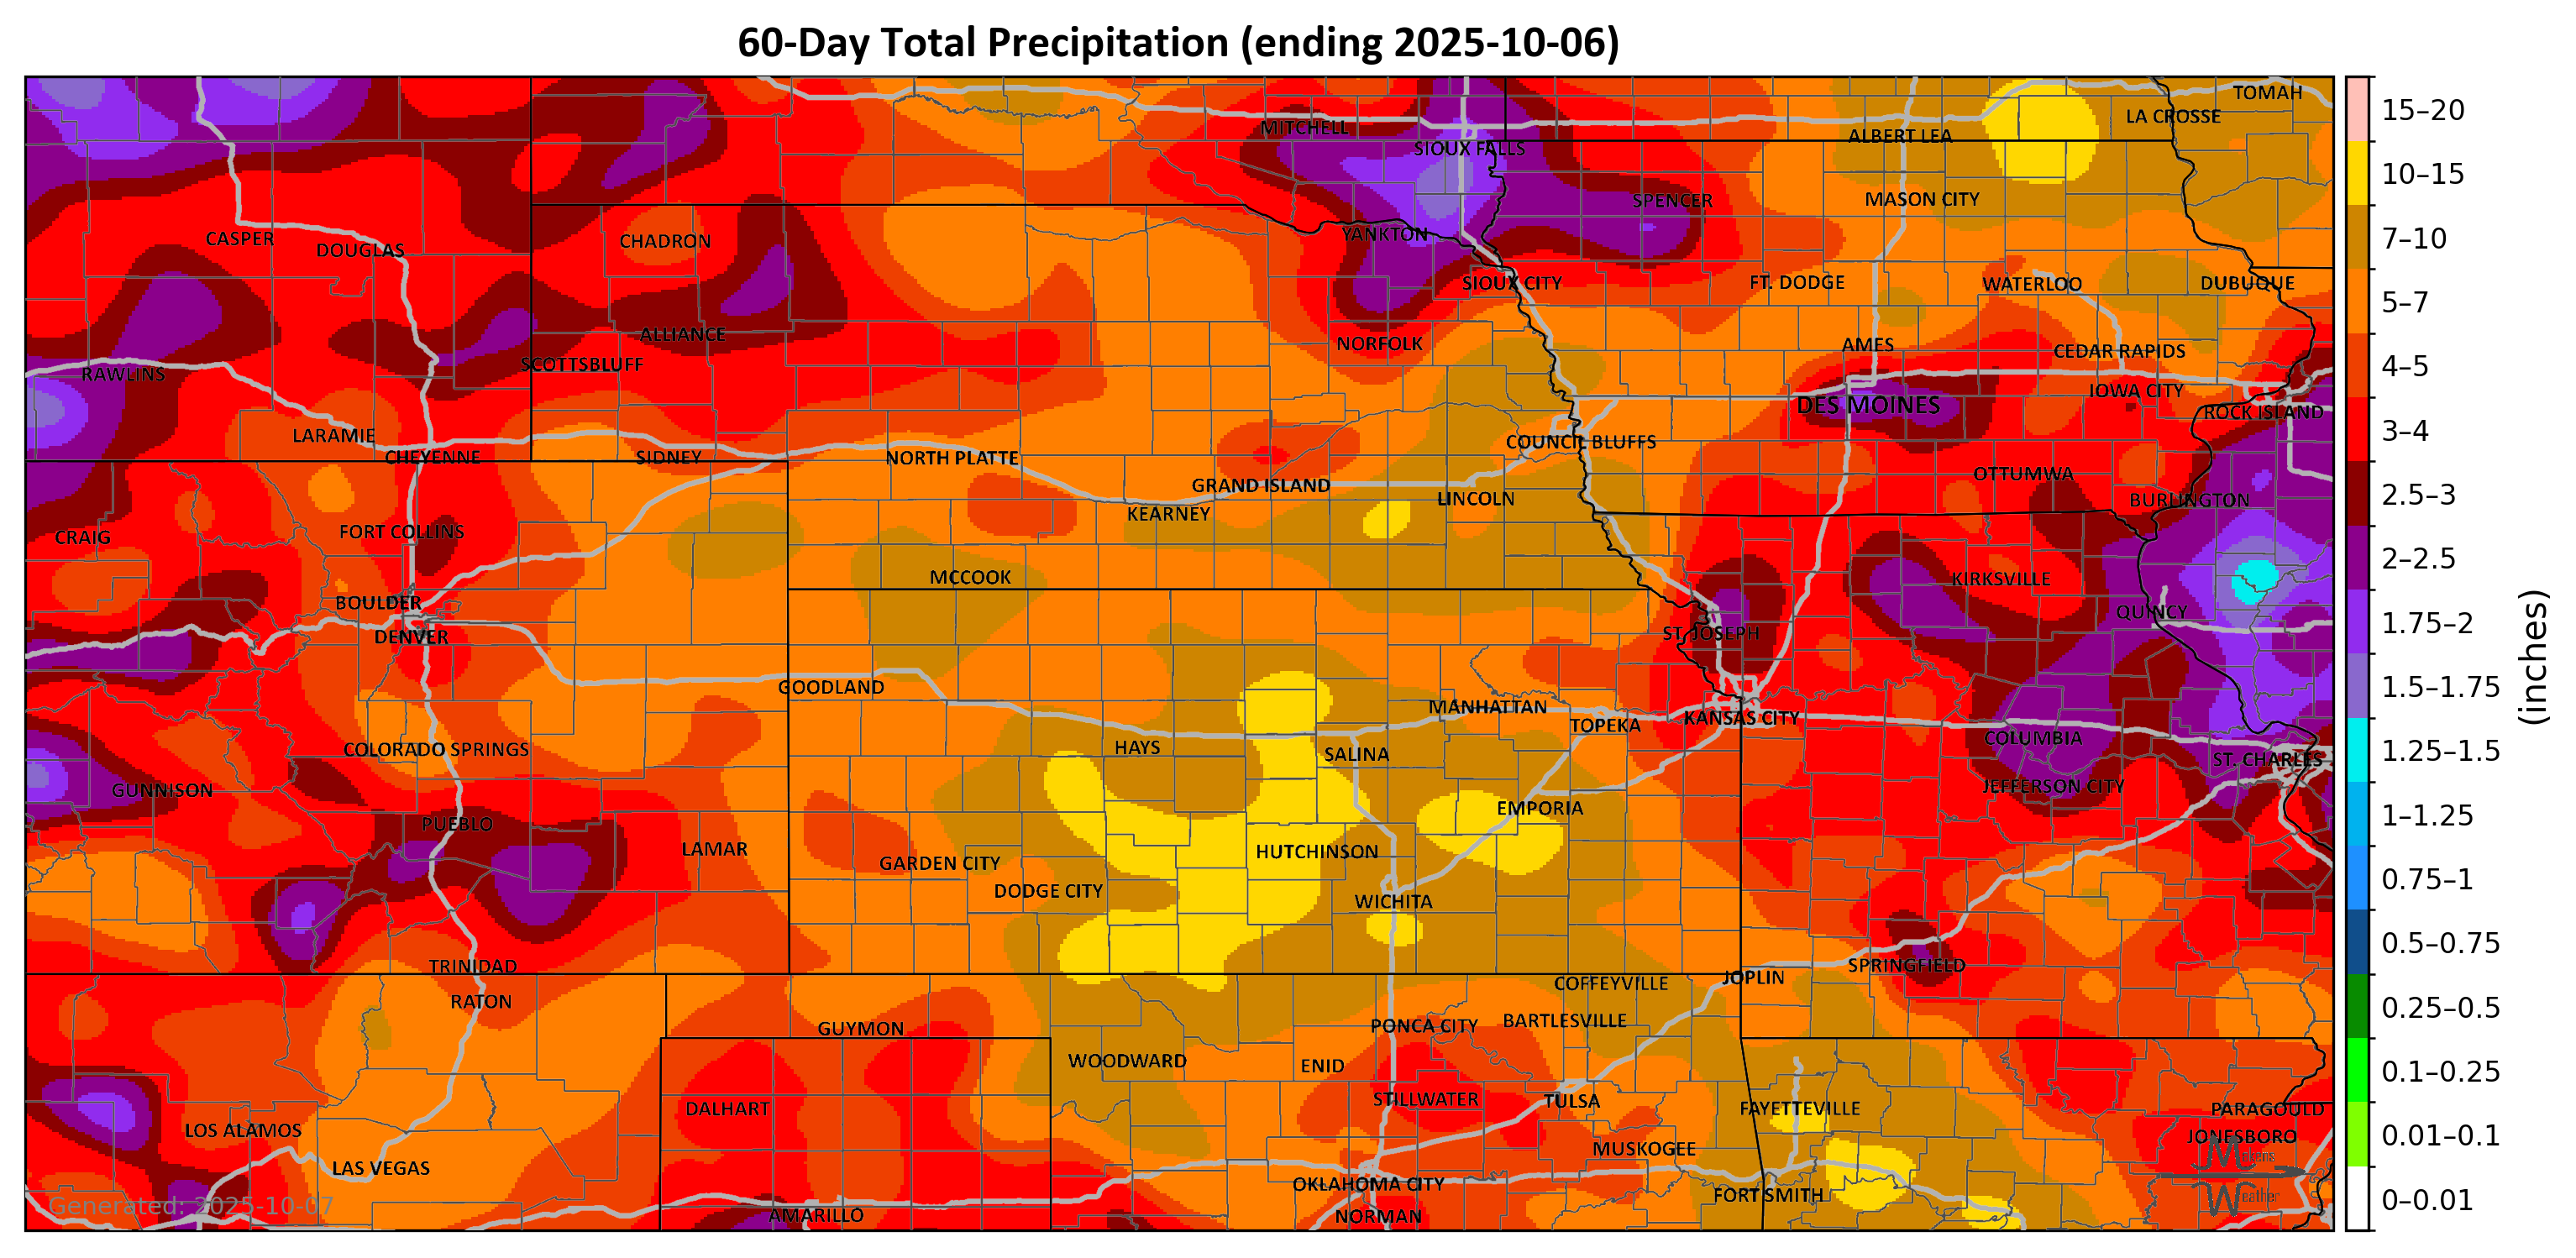 60-Day Total Precipitation (ending 2025-10-06)
TOMAH
LA CROSSE
MITCHELL
ALBERT LEA
SIOUX FALLS
SPENCER
MASON CITY
YANKTON
CASPER
DOUGLAS
CHADRON
SIOUX CITY
FT. DODGE
WATERLOO
DUBUQUE
ALLIANCE
NORFOLK
AMES
CEDAR RAPIDS
SCOTTSBLUFF
RAWLINS
IOWA CITY
DES MOINES
ROCK ISLAND
LARAMIE
COUNCIL BLUFFS
CHEYENNE
SIDNEY
NORTH PLATTE
OTTUMWA
GRAND ISLAND
LINCOLN
BURLINGTON
KEARNEY
CRAIG
FORT COLLINS
MCCOOK
KIRKSVILLE
BOULDER
QUINCY
DENVER
ST. JOSEPH
GOODLAND
MANHATTAN
KANSAS CITY
TOPEKA
COLUMBIA
COLORADO SPRINGS
HAYS
SALINA
ST. CHARLES
GUNNISON
JEFFERSON CITY
EMPORIA
PUEBLO
LAMAR
HUTCHINSON
GARDEN CITY
DODGE CITY
WICHITA
TRINIDAD
SPRINGFIELD
JOPLIN
COFFEYVILLE
RATON
BARTLESVILLE
PONCA CITY
GUYMON
WOODWARD
ENID
STILLWATER
TULSA
DALHART
FAYETTEVILLE
PARAGOULD
LOS ALAMOS
JONESBORO
MUSKOGEE
LAS VEGAS
OKLAHOMA CITY
FORT SMITH
Generated: 2025-10-07
AMARILLO
NORMAN
Weather
15–20
10–15
7–10
5–7
4–5
3–4
2.5–3
2–2.5
1.75–2
1.5–1.75
1.25–1.5
1–1.25
0.75–1
0.5–0.75
0.25–0.5
0.1–0.25
0.01–0.1
0–0.01
(inches)